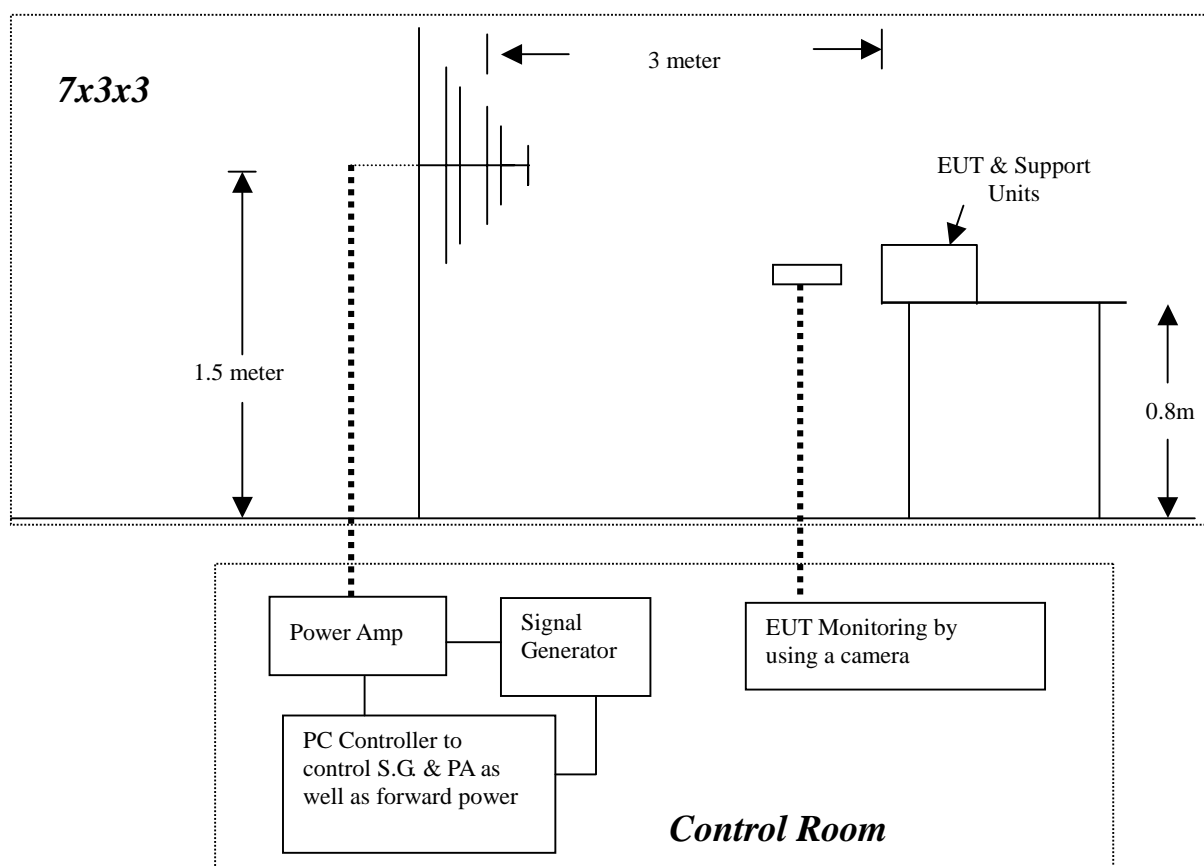 3 meter
7x3x3
EUT & Support
Units
1.5 meter
0.8m
Power Amp
Signal
Generator
EUT Monitoring by
using a camera
PC Controller to
control S.G. & PA as
well as forward power
Control Room